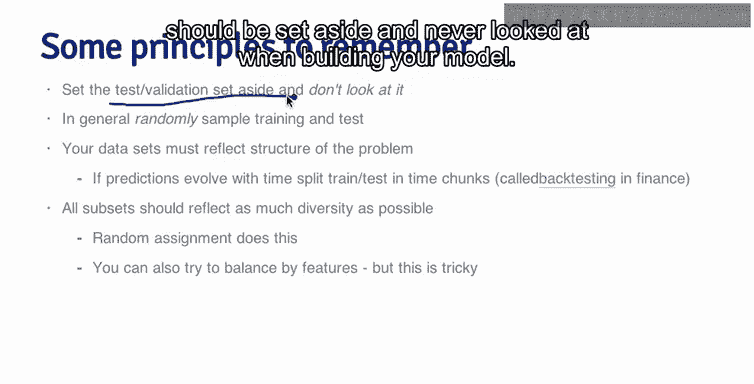 should be set aside and never looked at
Some principles to remember
when building your model.
· Set the test/validation set aside and don't look at it
· In general randomly sample training and test
· Your data sets must reflect structure of the problem
- If predictions evolve with time split train/test in time chunks (calledbacktesting in finance)
· All subsets should reflect as much diversity as possible
- Random assignment does this
- You can also try to balance by features - but this is tricky